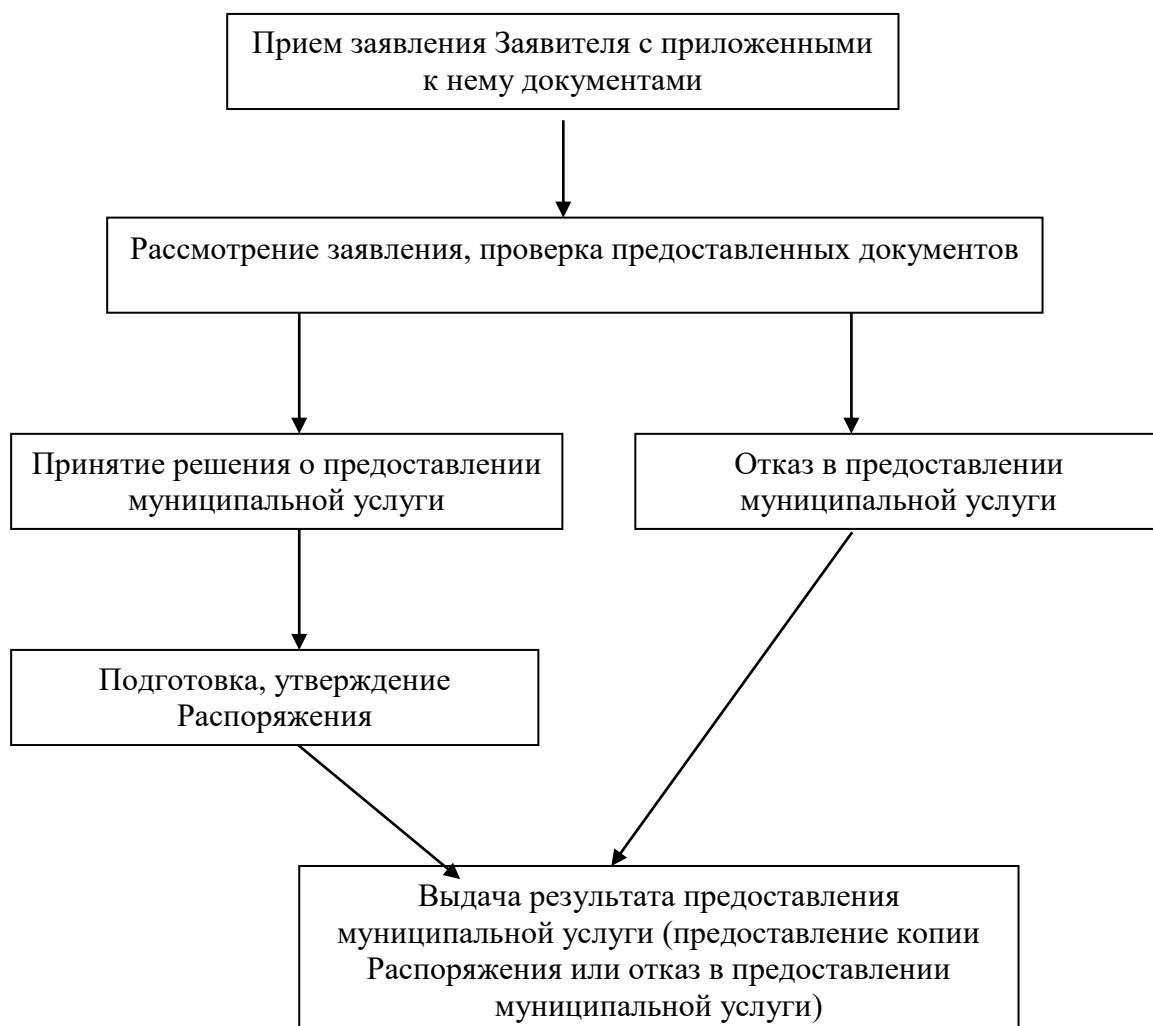 Прием заявления Заявителя с приложенными
к нему документами
Рассмотрение заявления, проверка предоставленных документов
Принятие решения о предоставлении
муниципальной услуги
Отказ в предоставлении
муниципальной услуги
Подготовка, утверждение
Распоряжения
Выдача результата предоставления
муниципальной услуги (предоставление копии
Распоряжения или отказ в предоставлении
муниципальной услуги)